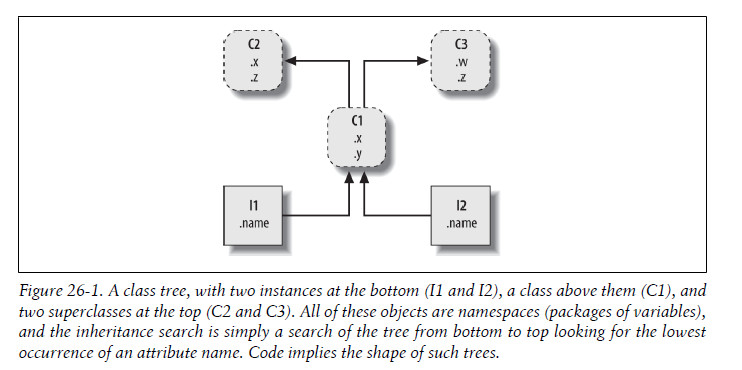 C2
.x
.z
C3
.w
.z
C1
.x
.y
I1
.name
I2
.name
Figure 26-1. A class tree, with two instances at the bottom (I1 and I2), a class above them (C1), and
two superclasses at the top (C2 and C3). All of these objects are namespaces (packages of variables),
and the inheritance search is simply a search of the tree from bottom to top looking for the lowest
occurrence of an attribute name. Code implies the shape of such trees.